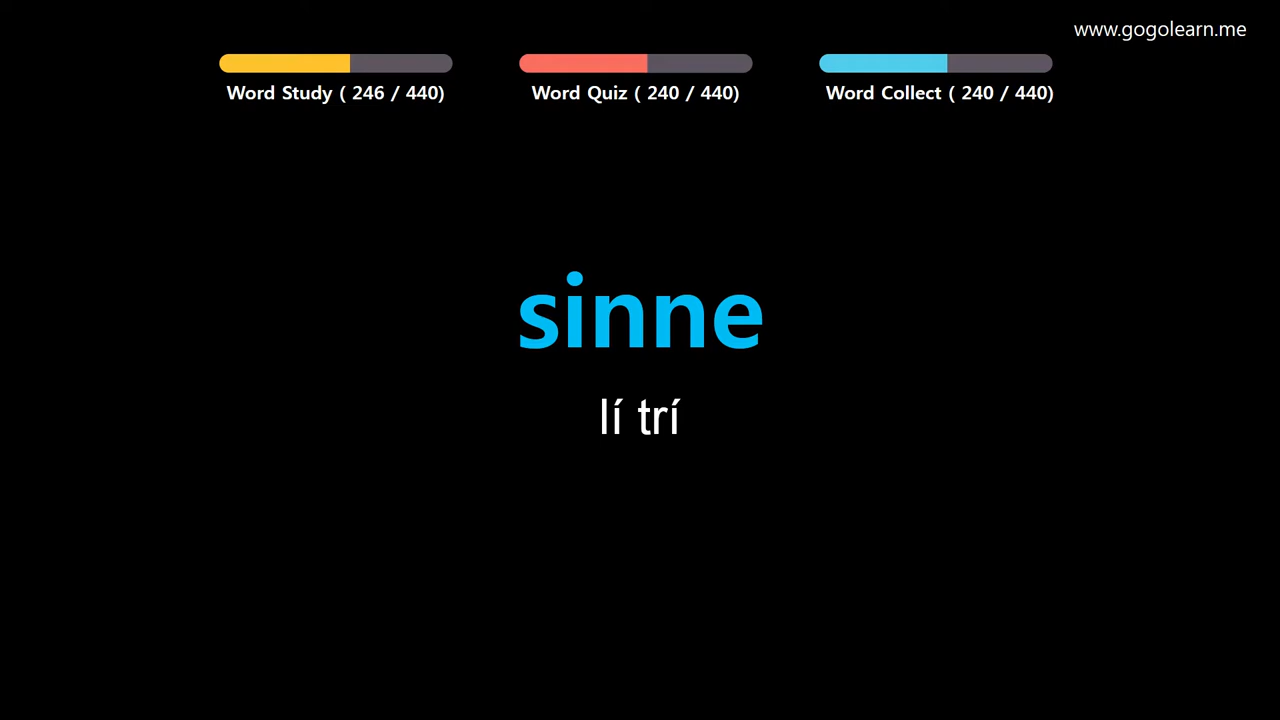 www.gogolearn.me
Word Study ( 246 / 440)
Word Quiz ( 240 / 440)
Word Collect ( 240 / 440)
sinne
lí trí